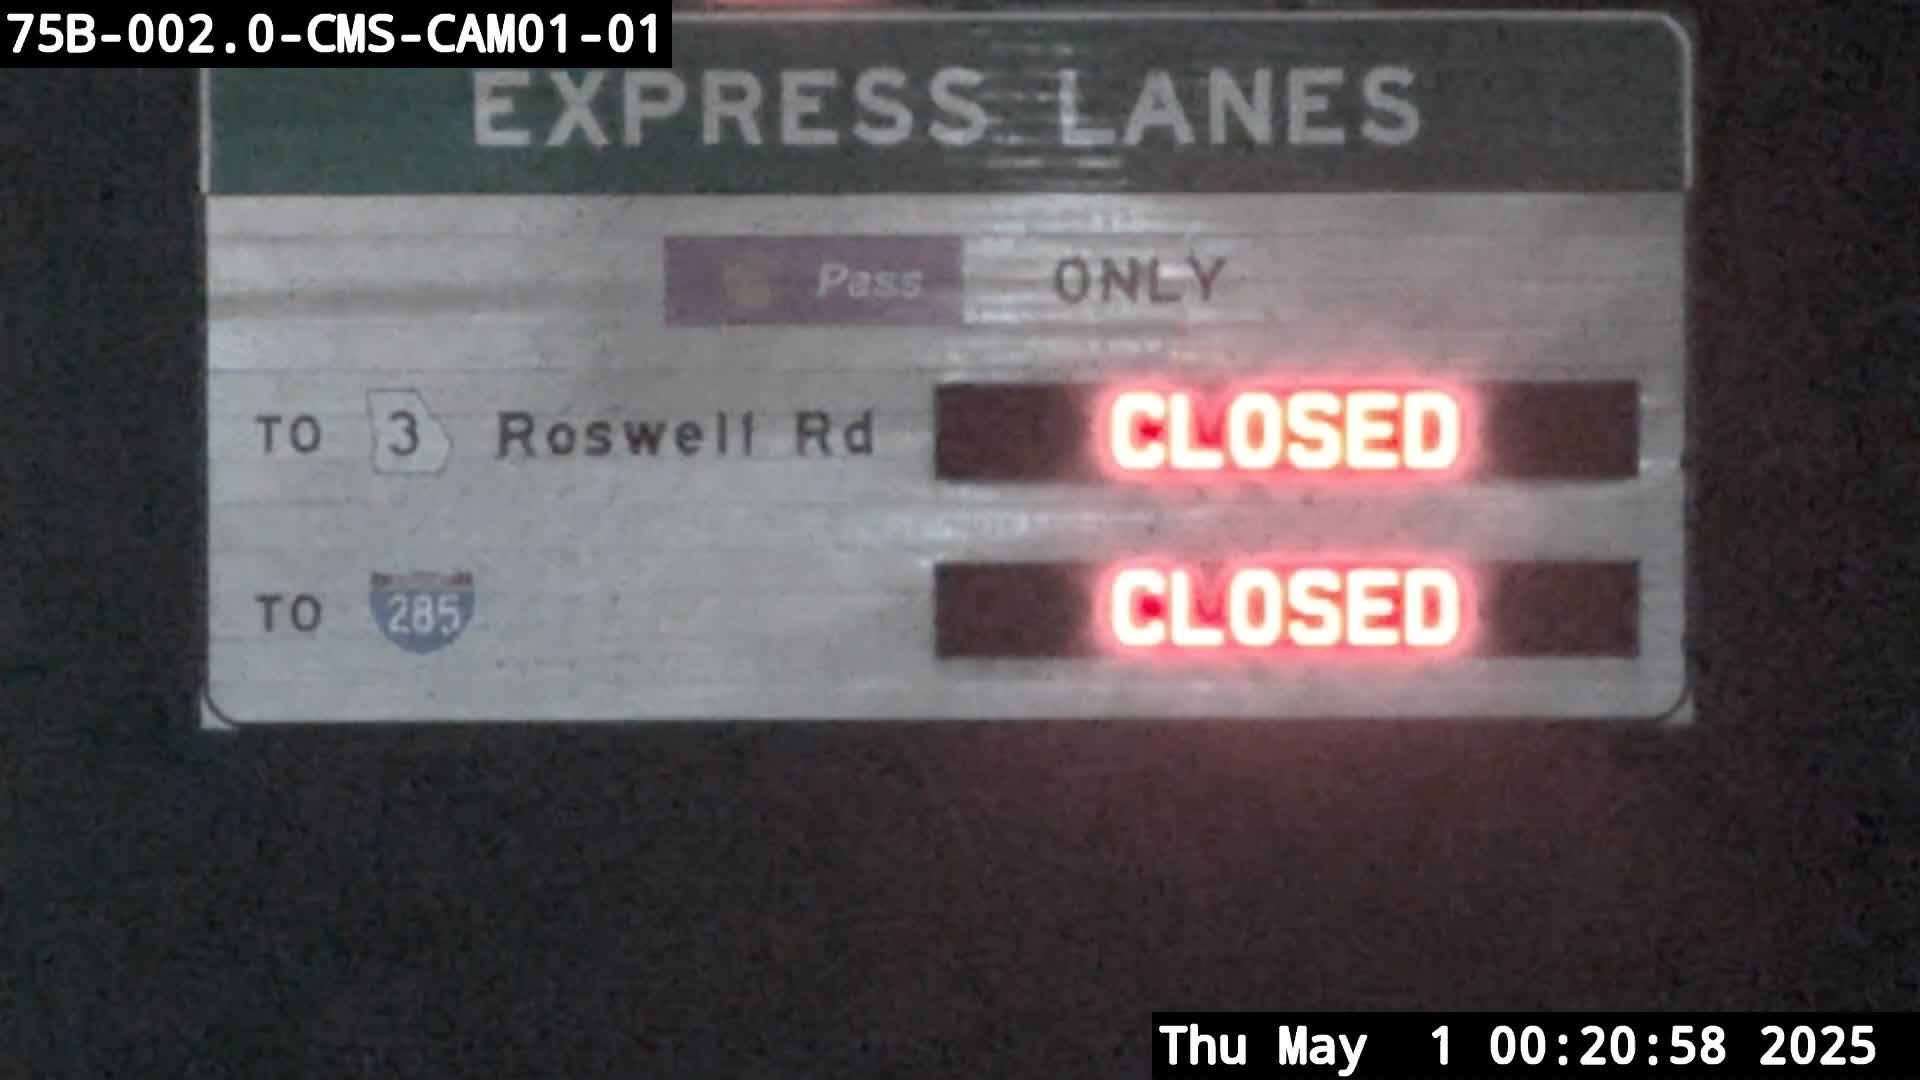 75B-002.0-CMS-CAM01-01
EXPRESS LANES
Pass ONLY
TO 3 Roswell Rd CLOSED
TO 285 CLOSED
Thu May 1 00:20:58 2025